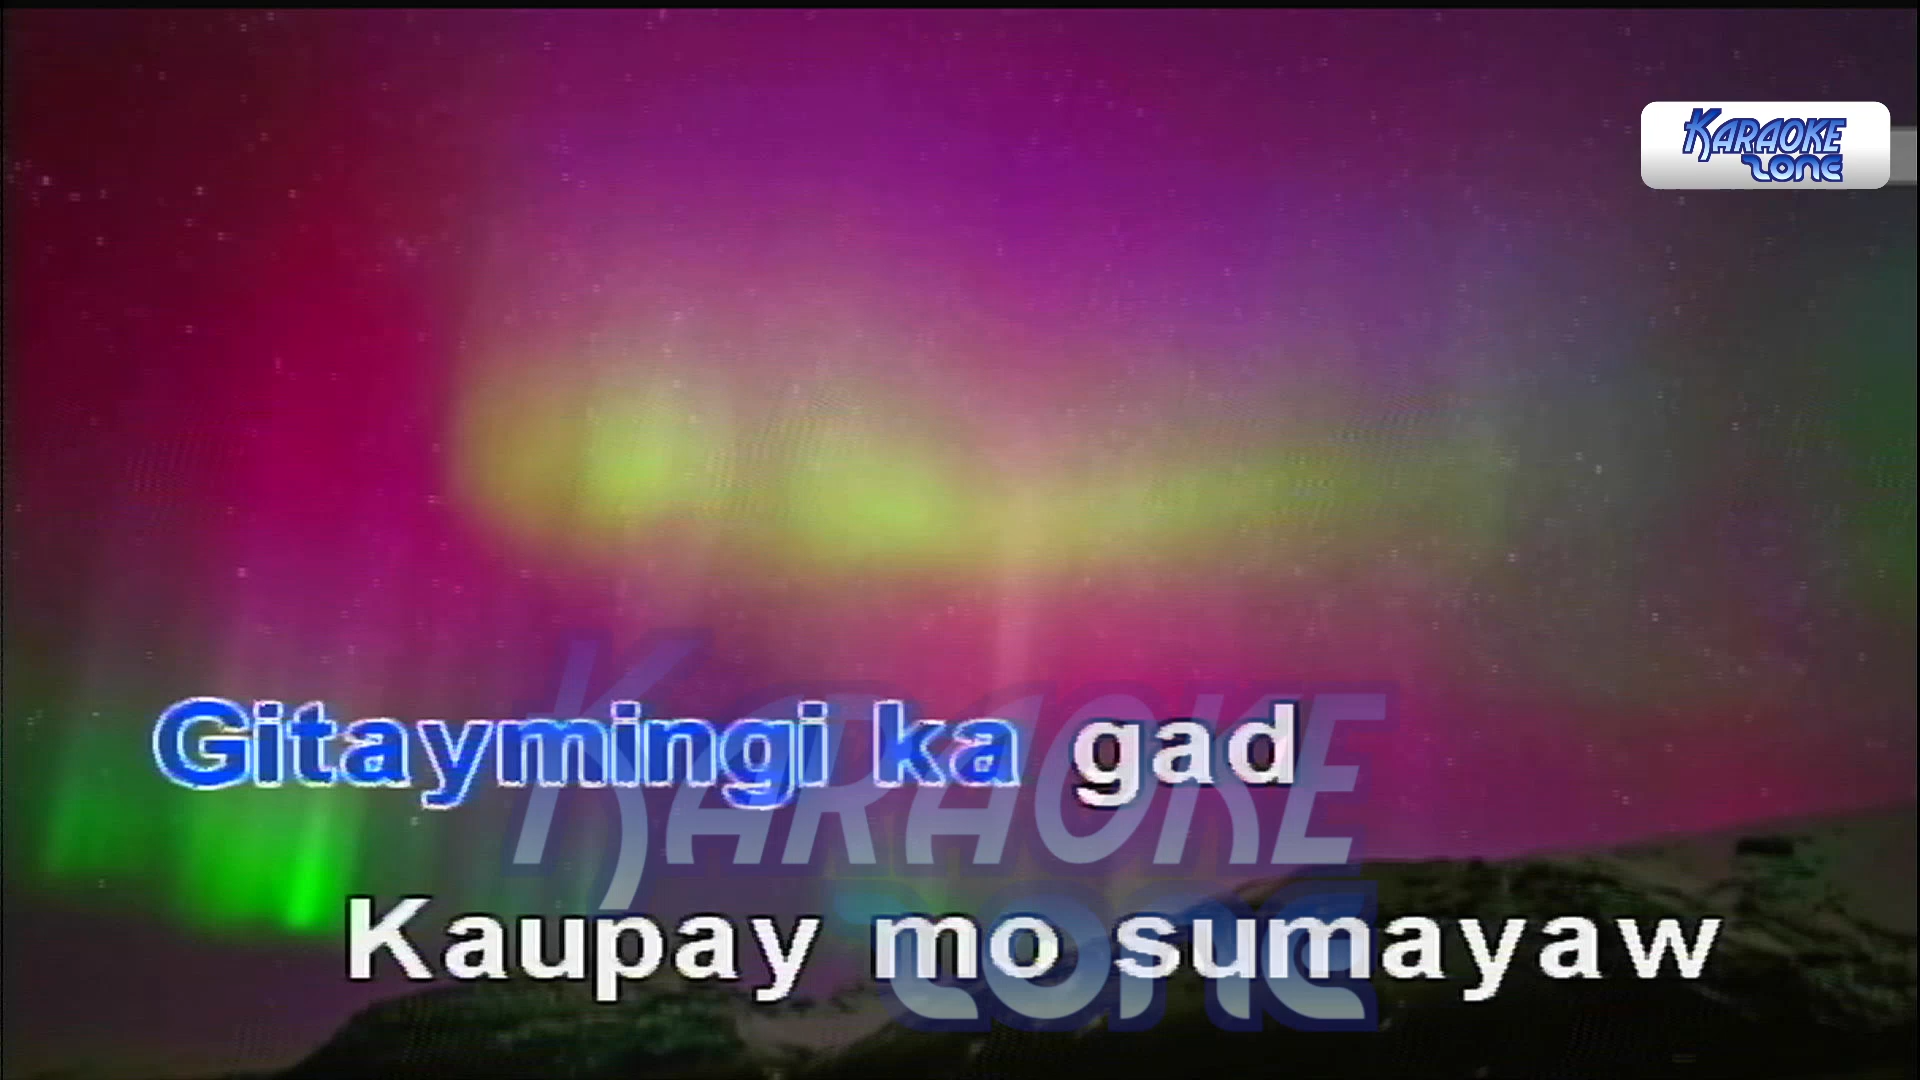 KARAOKE
ZONE
Gitaymingi ka gad
KARAOKE
Kaupay mo sumayaw
ZONE